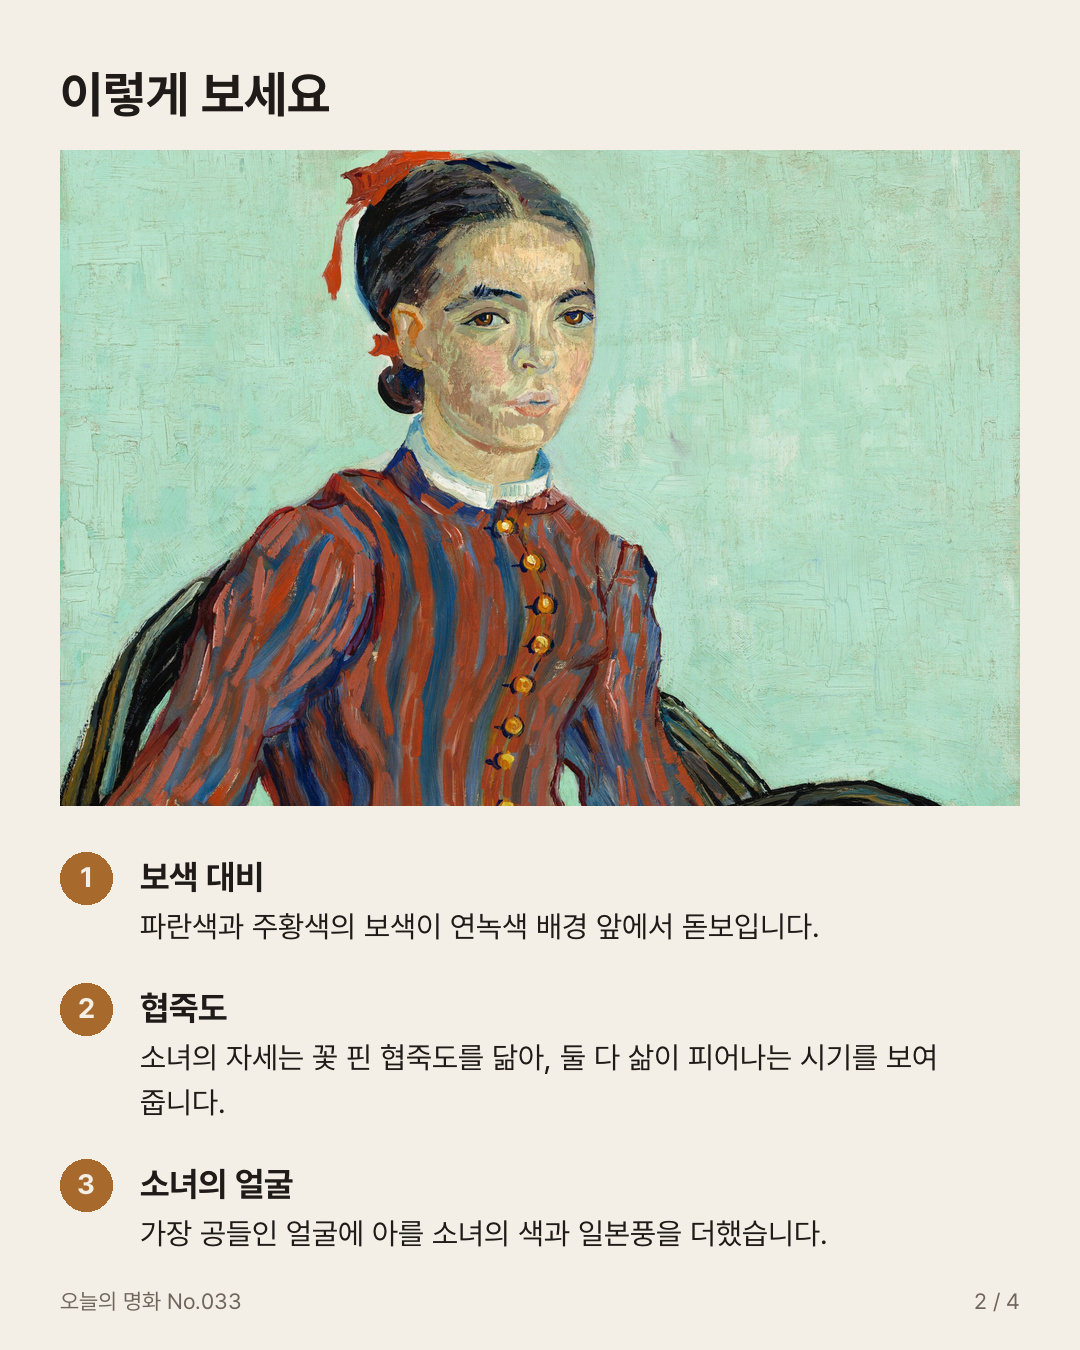 이렇게 보세요
1
보색 대비
파란색과 주황색의 보색이 연녹색 배경 앞에서 돋보입니다.
2
협죽도
소녀의 자세는 꽃 핀 협죽도를 닮아, 둘 다 삶이 피어나는 시기를 보여
줍니다.
3
소녀의 얼굴
가장 공들인 얼굴에 아를 소녀의 색과 일본풍을 더했습니다.
오늘의 명화 No.033
2 / 4